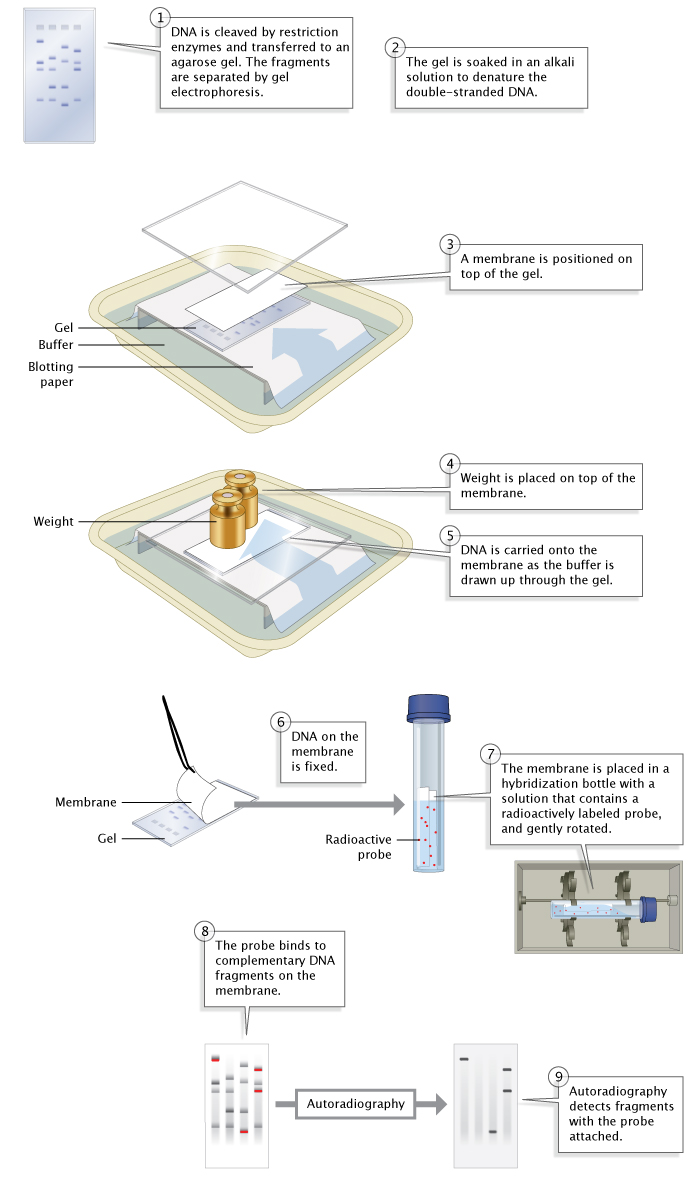 1
DNA is cleaved by restriction
enzymes and transferred to an
agarose gel. The fragments
are separated by gel
electrophoresis.
2
The gel is soaked in an alkali
solution to denature the
double-stranded DNA.
3
A membrane is positioned on
top of the gel.
Gel
Buffer
Blotting
paper
4
Weight is placed on top of the
membrane.
Weight
5
DNA is carried onto the
membrane as the buffer is
drawn up through the gel.
6
DNA on the
membrane
is fixed.
7
The membrane is placed in a
hybridization bottle with a
solution that contains a
radioactively labeled probe,
and gently rotated.
Membrane
Gel
Radioactive
probe
8
The probe binds to
complementary DNA
fragments on the
membrane.
Autoradiography
9
Autoradiography
detects fragments
with the probe
attached.